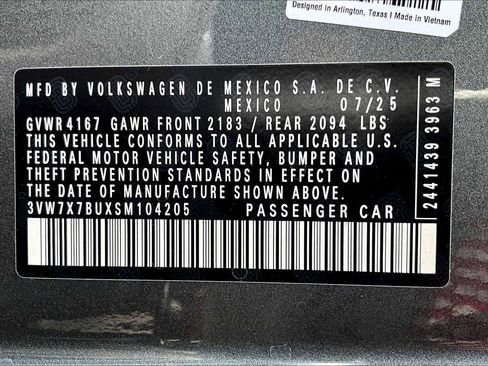 Designed in Arlington, Texas | Made in Vietnam
MFD BY VOLKSWAGEN DE MEXICO S.A. DE C.V.
MEXICO 07/25
GVWR 4167 GAWR FRONT 2183 / REAR 2094 LBS
THIS VEHICLE CONFORMS TO ALL APPLICABLE U.S.
FEDERAL MOTOR VEHICLE SAFETY, BUMPER AND
THEFT PREVENTION STANDARDS IN EFFECT ON THE
DATE OF MANUFACTURE SHOWN ABOVE.
3VW7X7BUXSM104205 PASSENGER CAR
2441439 3963 M